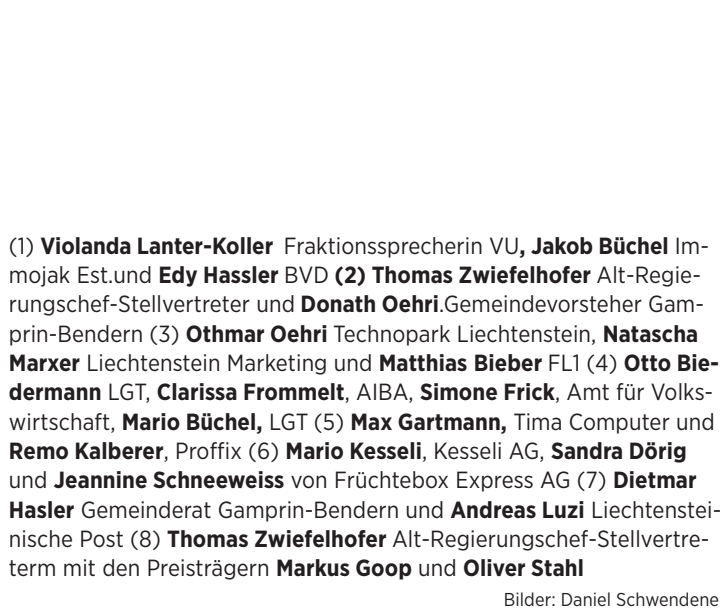 (1) Violanda Lanter-Koller Fraktionssprecherin VU, Jakob Büchel Im-
mojak Est.und Edy Hassler BVD (2) Thomas Zwiefelhofer Alt-Regie-
rungschef-Stellvertreter und Donath Oehri.Gemeindevorsteher Gam-
prin-Bendern (3) Othmar Oehri Technopark Liechtenstein, Natascha
Marxer Liechtenstein Marketing und Matthias Bieber FL1 (4) Otto Bie-
dermann LGT, Clarissa Frommelt, AIBA, Simone Frick, Amt für Volks-
wirtschaft, Mario Büchel, LGT (5) Max Gartmann, Tima Computer und
Remo Kalberer, Proffix (6) Mario Kesseli, Kesseli AG, Sandra Dörig
und Jeannine Schneeweiss von Früchtebox Express AG (7) Dietmar
Hasler Gemeinderat Gamprin-Bendern und Andreas Luzi Liechtenstei-
nische Post (8) Thomas Zwiefelhofer Alt-Regierungschef-Stellvertre-
term mit den Preisträgern Markus Goop und Oliver Stahl
Bilder: Daniel Schwendene